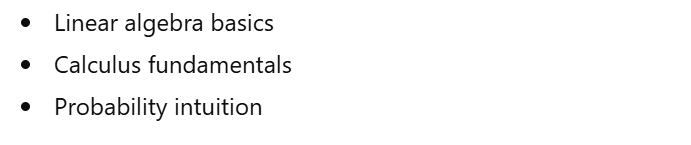 • Linear algebra basics
• Calculus fundamentals
• Probability intuition